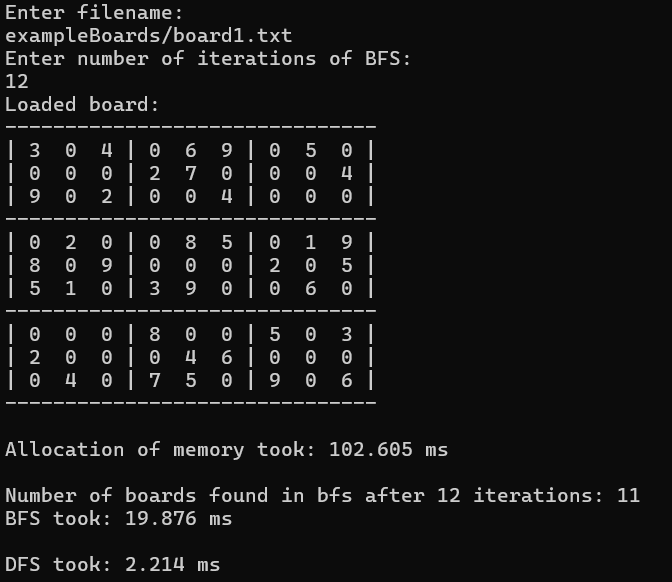 Enter filename:
exampleBoards/board1.txt
Enter number of iterations of BFS:
12
Loaded board:
-------------------------------
| 3  0  4 | 0  6  9 | 0  5  0 |
| 0  0  0 | 2  7  0 | 0  0  4 |
| 9  0  2 | 0  0  4 | 0  0  0 |
-------------------------------
| 0  2  0 | 0  8  5 | 0  1  9 |
| 8  0  9 | 0  0  0 | 2  0  5 |
| 5  1  0 | 3  9  0 | 0  6  0 |
-------------------------------
| 0  0  0 | 8  0  0 | 5  0  3 |
| 2  0  0 | 0  4  6 | 0  0  0 |
| 0  4  0 | 7  5  0 | 9  0  6 |
-------------------------------
Allocation of memory took: 102.605 ms
Number of boards found in bfs after 12 iterations: 11
BFS took: 19.876 ms
DFS took: 2.214 ms